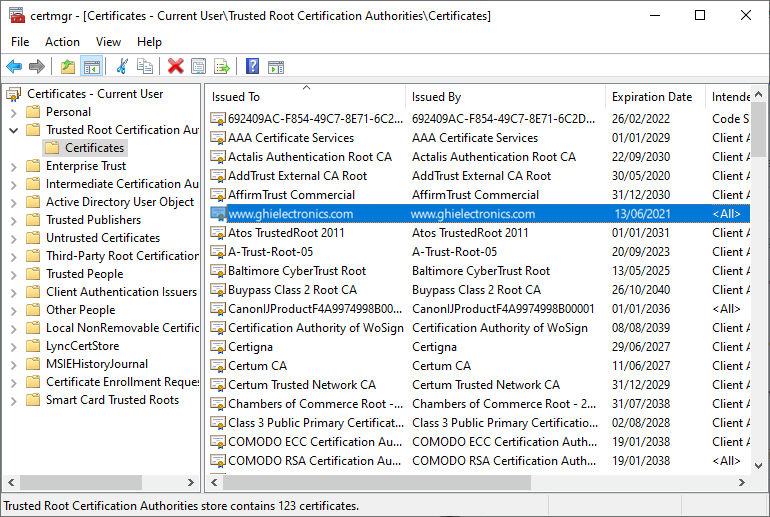 certmgr - [Certificates - Current User\Trusted Root Certification Authorities\Certificates]
File Action View Help
Certificates - Current User
Personal
Trusted Root Certification Au
Certificates
Enterprise Trust
Intermediate Certification Au
Active Directory User Object
Trusted Publishers
Untrusted Certificates
Third-Party Root Certification
Trusted People
Client Authentication Issuers
Other People
Local NonRemovable Certific
LyncCertStore
MSIEHistoryJournal
Certificate Enrollment Reque
Smart Card Trusted Roots
Issued To Issued By Expiration Date Intende
692409AC-F854-49C7-8E71-6C2... 692409AC-F854-49C7-8E71-6C2D... 26/02/2022 Code S
AAA Certificate Services AAA Certificate Services 01/01/2029 Client A
Actalis Authentication Root CA Actalis Authentication Root CA 22/09/2030 Client A
AddTrust External CA Root AddTrust External CA Root 30/05/2020 Client A
AffirmTrust Commercial AffirmTrust Commercial 31/12/2030 Client A
www.ghielectronics.com www.ghielectronics.com 13/06/2021 <All>
Atos TrustedRoot 2011 Atos TrustedRoot 2011 01/01/2031 Client A
A-Trust-Root-05 A-Trust-Root-05 20/09/2023 Client A
Baltimore CyberTrust Root Baltimore CyberTrust Root 13/05/2025 Client A
Buypass Class 2 Root CA Buypass Class 2 Root CA 26/10/2040 Client A
CanonIJProductF4A9974998B00... CanonIJProductF4A9974998B00001 01/01/2036 <All>
Certification Authority of WoSign Certification Authority of WoSign 08/08/2039 Client A
Certigna Certigna 29/06/2027 Client A
Certum CA Certum CA 11/06/2027 Client A
Certum Trusted Network CA Certum Trusted Network CA 31/12/2029 Client A
Chambers of Commerce Root -... Chambers of Commerce Root - 2... 31/07/2038 Client A
Class 3 Public Primary Certificat... Class 3 Public Primary Certificatio... 02/08/2028 Client A
COMODO ECC Certification Au... COMODO ECC Certification Auth... 19/01/2038 Client A
COMODO RSA Certification Au... COMODO RSA Certification Auth... 19/01/2038 <All>
Trusted Root Certification Authorities store contains 123 certificates.